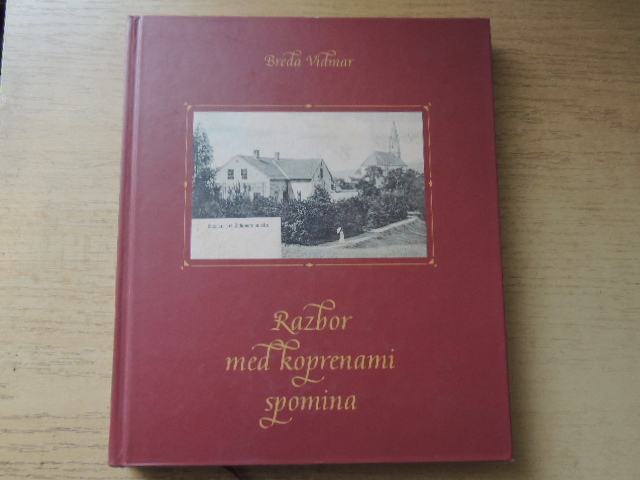 Breda Vidmar
Razbor
med koprenami
spomina